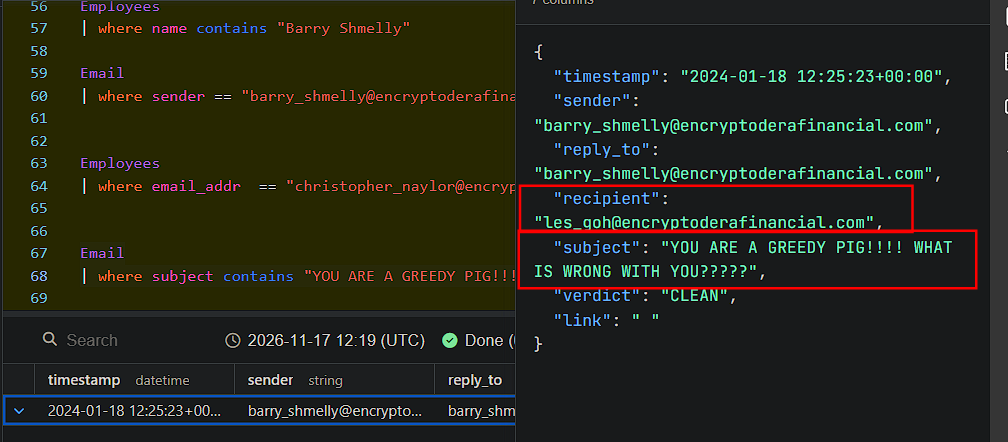 56 Employees
57 | where name contains "Barry Shmelly"
58
59 Email
60 | where sender == "barry_shmelly@encryptoderafina
61
62
63 Employees
64 | where email_addr  == "christopher_naylor@encryp
65
66
67 Email
68 | where subject contains "YOU ARE A GREEDY PIG!!!
69
7 columns
{
"timestamp": "2024-01-18 12:25:23+00:00",
"sender":
"barry_shmelly@encryptoderafinancial.com",
"reply_to":
"barry_shmelly@encryptoderafinancial.com",
"recipient":
"les_goh@encryptoderafinancial.com",
"subject": "YOU ARE A GREEDY PIG!!!! WHAT
IS WRONG WITH YOU?????",
"verdict": "CLEAN",
"link": " "
}
Search 2026-11-17 12:19 (UTC) Done (
timestamp datetime sender string reply_to
2024-01-18 12:25:23+00... barry_shmelly@encrypto... barry_shm